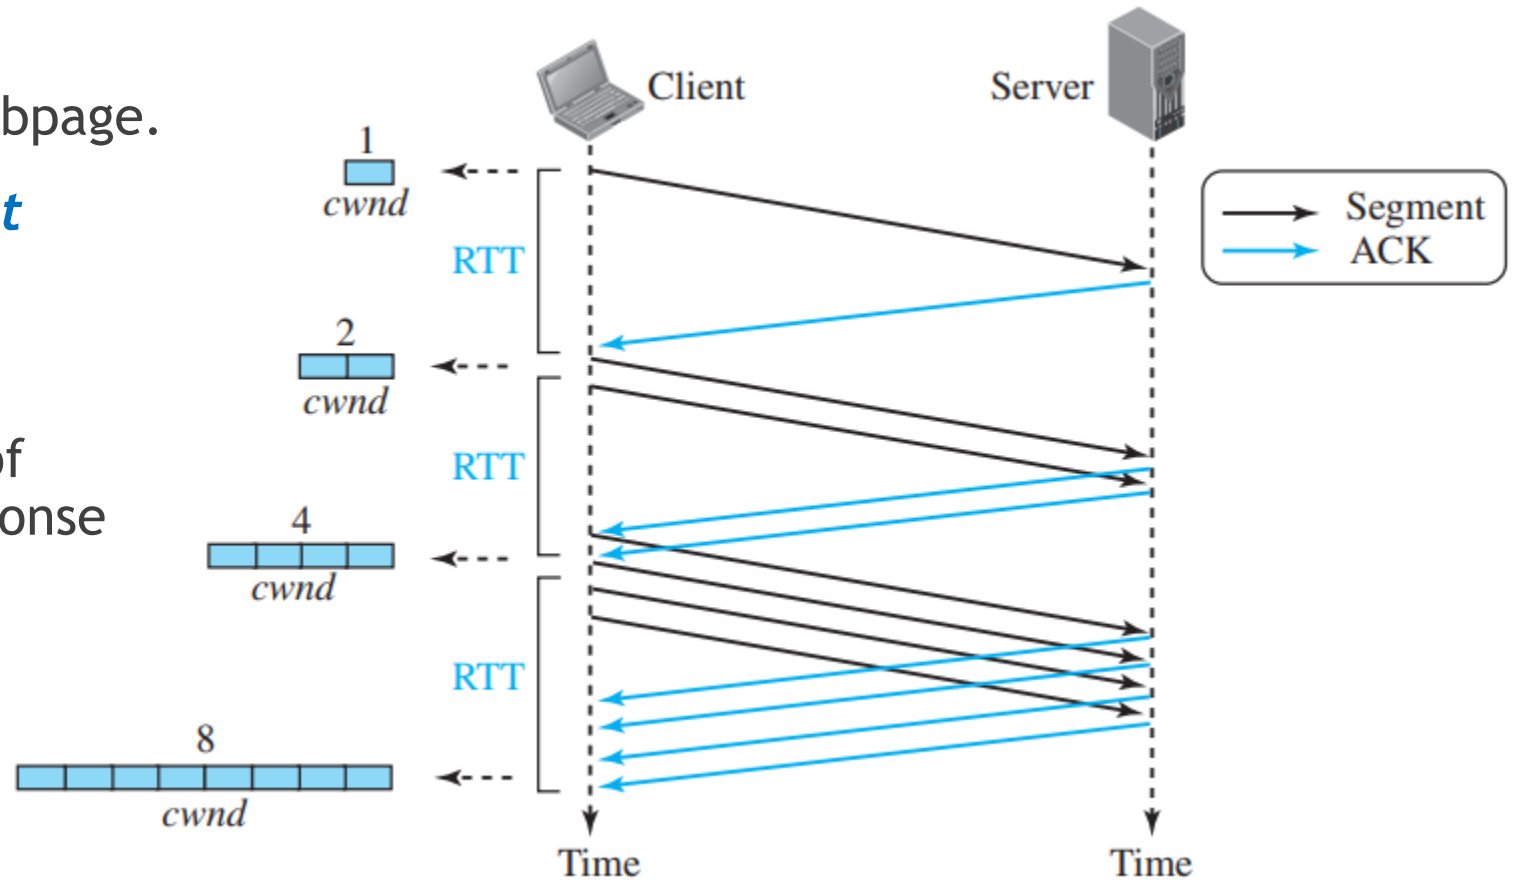 bpage.
t
of
onse
Client
Server
1
cwnd
RTT
Segment
ACK
2
cwnd
RTT
4
cwnd
RTT
8
cwnd
Time
Time